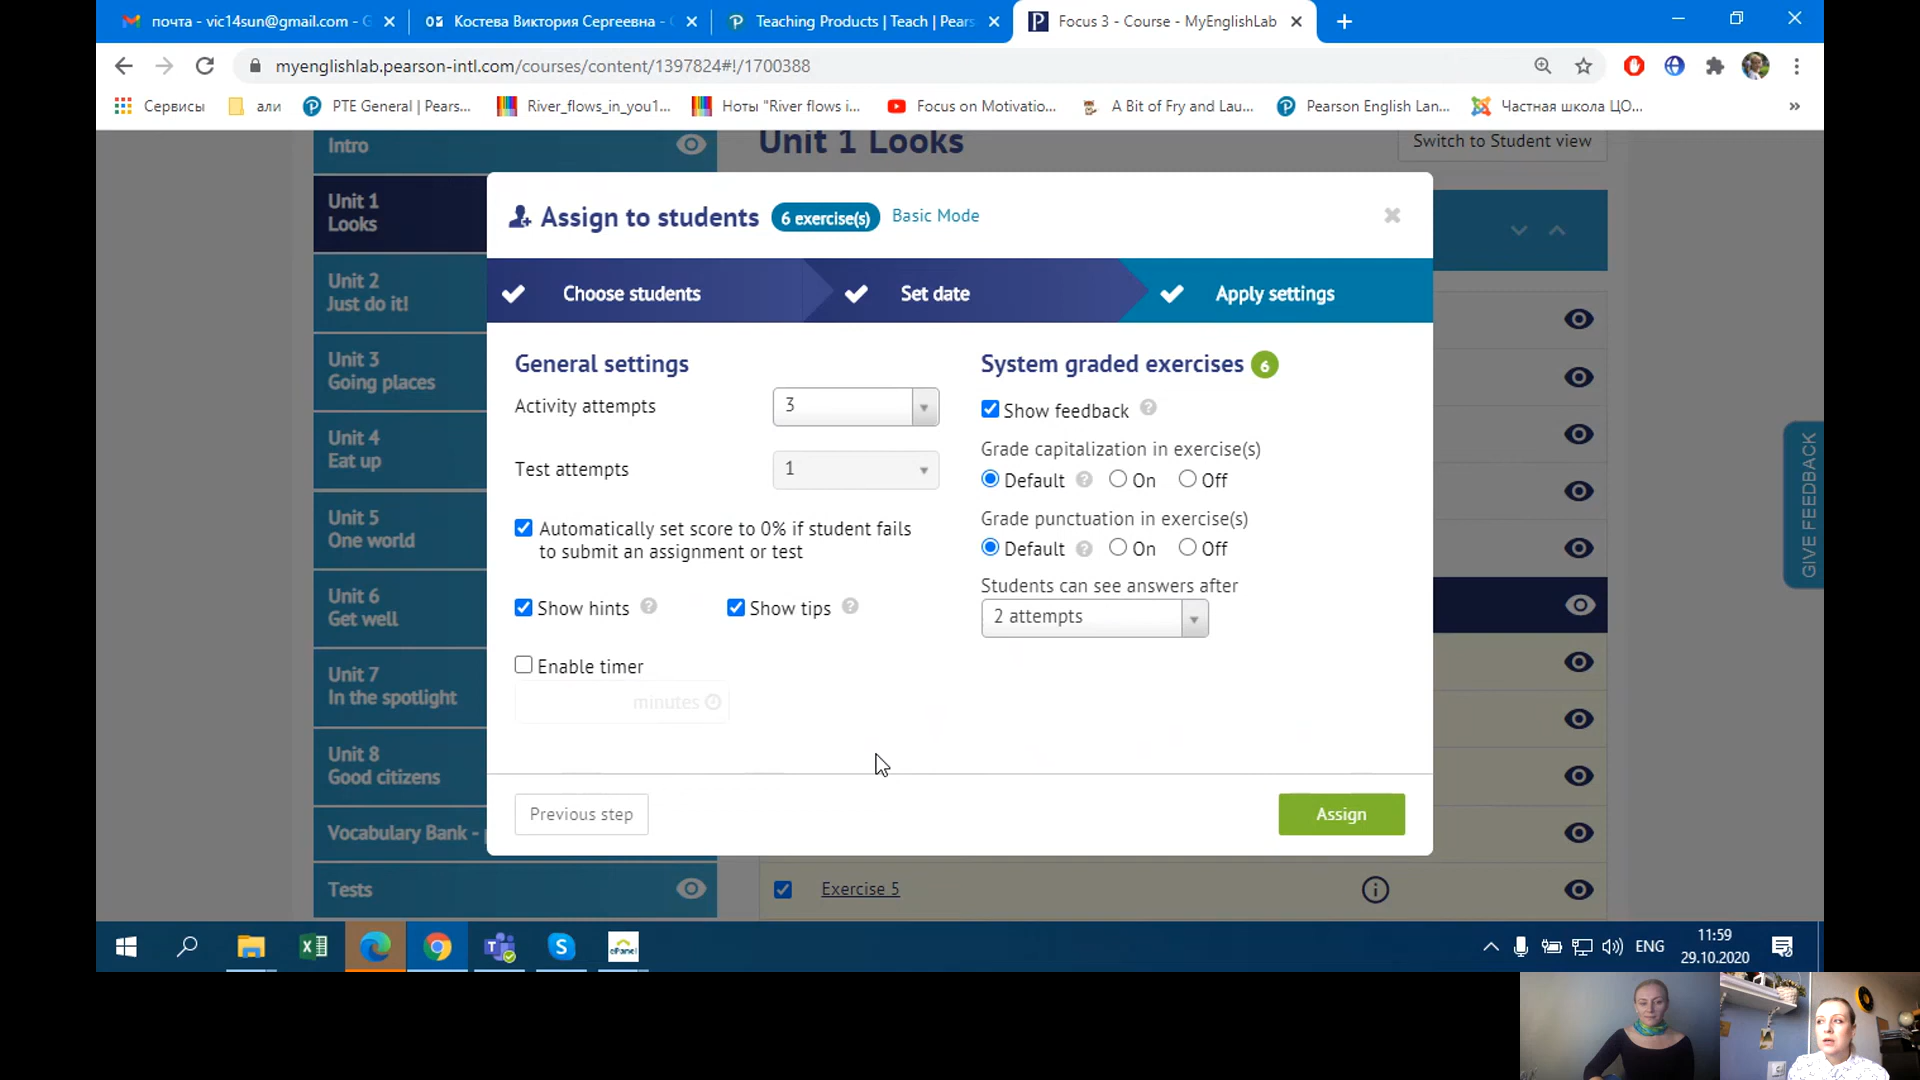 почта - vic14sun@gmail.com - G
Костева Виктория Сергеевна - 
Teaching Products | Teach | Pears
Focus 3 - Course - MyEnglishLab
myenglishlab.pearson-intl.com/courses/content/1397824#!/1700388
Сервисы
али
PTE General | Pears...
River_flows_in_you1...
Ноты "River flows i...
Focus on Motivatio...
A Bit of Fry and Lau...
Pearson English Lan...
Частная школа ЦО...
Intro
Unit 1 Looks
Switch to Student view
Unit 1
Looks
Unit 2
Just do it!
Unit 3
Going places
Unit 4
Eat up
Unit 5
One world
Unit 6
Get well
Unit 7
In the spotlight
Unit 8
Good citizens
Vocabulary Bank -
Tests
Assign to students
6 exercise(s)
Basic Mode
Choose students
Set date
Apply settings
General settings
Activity attempts
3
Test attempts
1
Automatically set score to 0% if student fails
to submit an assignment or test
Show hints
Show tips
Enable timer
minutes
System graded exercises 6
Show feedback
Grade capitalization in exercise(s)
Default
On
Off
Grade punctuation in exercise(s)
Default
On
Off
Students can see answers after
2 attempts
Previous step
Assign
Exercise 5
GIVE FEEDBACK
ePanel
ENG
11:59
29.10.2020